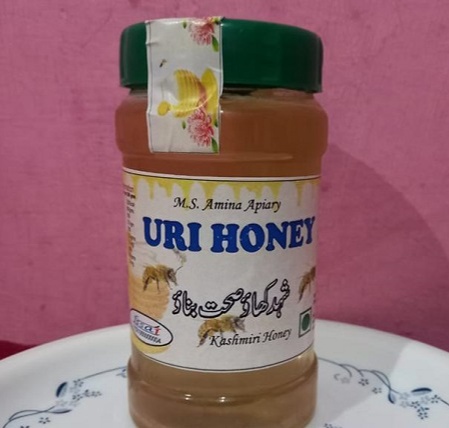 M.S. Amina Apiary
URI HONEY
شہد کھاؤ صحت بناؤ
Kashmiri Honey